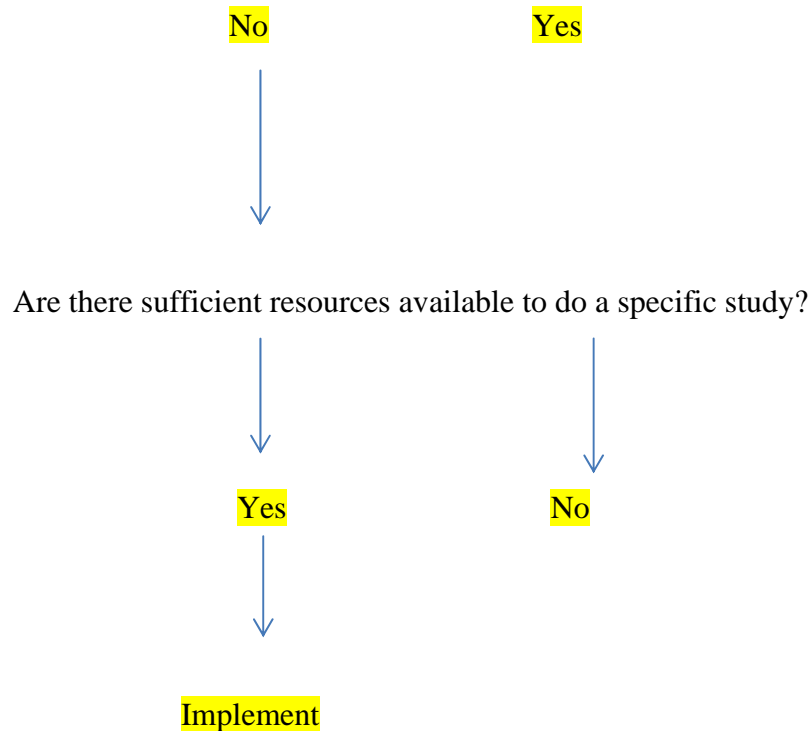 No Yes
Are there sufficient resources available to do a specific study?
Yes No
Implement